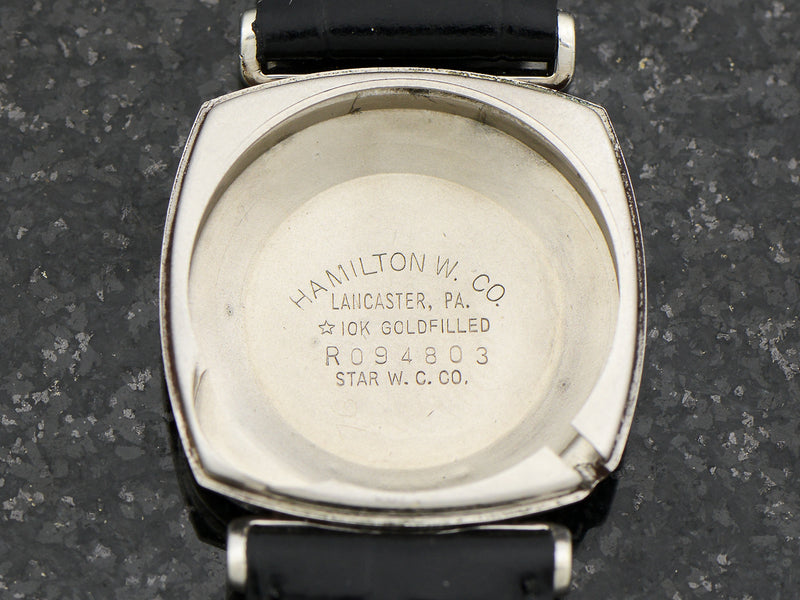 HAMILTON W. CO.
LANCASTER, PA.
☆ 10K GOLDFILLED
R094803
STAR W. C. CO.